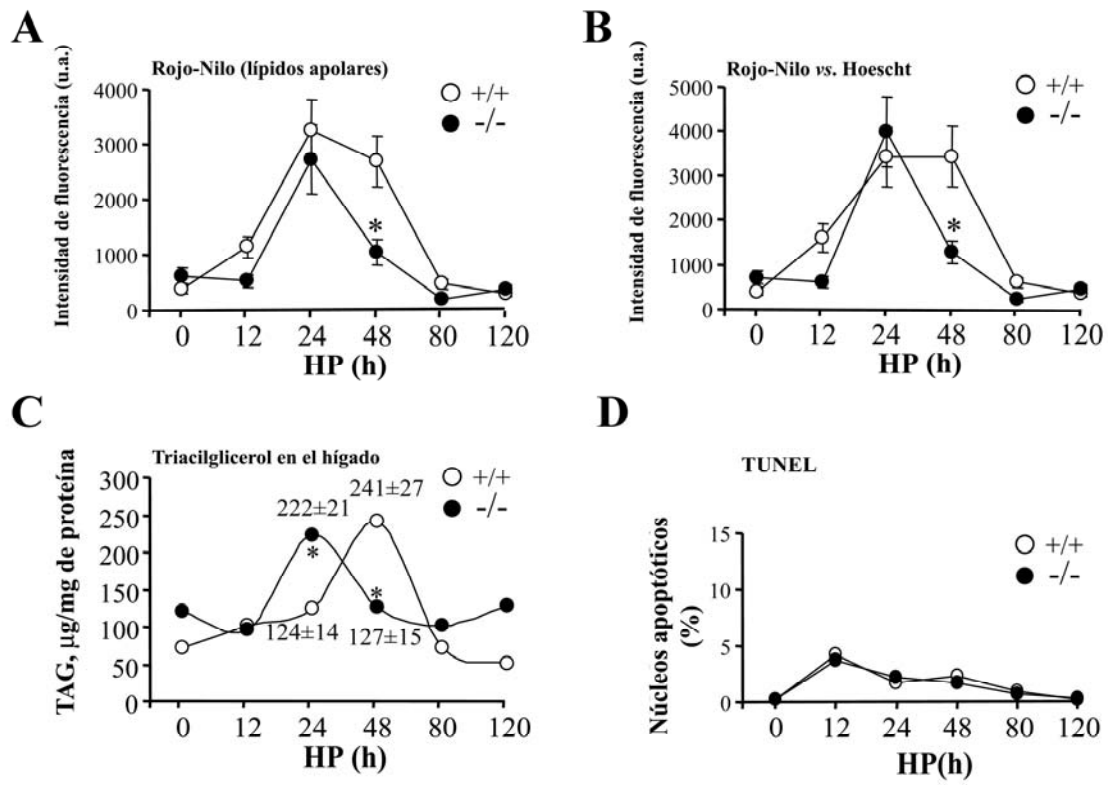 A
Rojo-Nilo (lípidos apolares)
Intensidad de fluorescencia (u.a.)
+/+
-/-
4000
3000
2000
1000
0
0 12 24 48 80 120
*
HP (h)
B
Rojo-Nilo vs. Hoescht
Intensidad de fluorescencia (u.a.)
+/+
-/-
5000
4000
3000
2000
1000
0
0 12 24 48 80 120
*
HP (h)
C
Triacilglicerol en el hígado
TAG, µg/mg de proteína
+/+
-/-
300
250
200
150
100
50
0
241±27
222±21
*
*
124±14
127±15
0 12 24 48 80 120
HP (h)
D
TUNEL
Núcleos apoptóticos
(%)
+/+
-/-
15
10
5
0
0 12 24 48 80 120
HP(h)